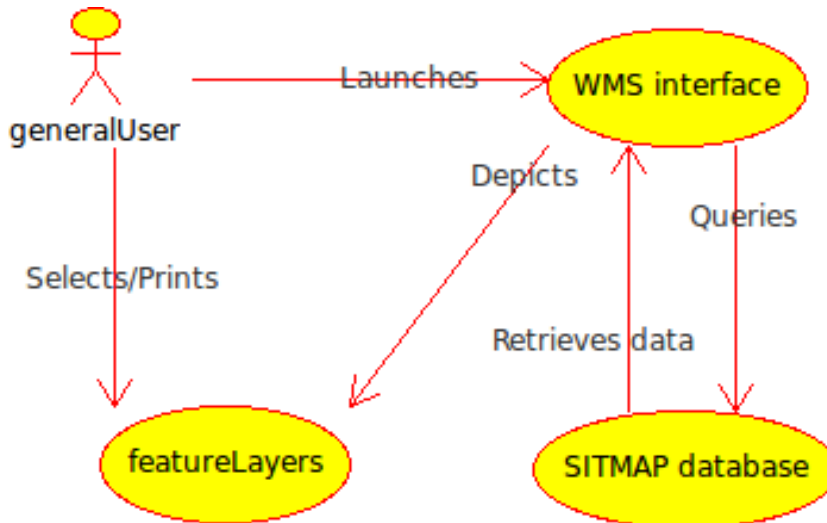 Launches
WMS interface
generalUser
Depicts
Queries
Selects/Prints
Retrieves data
featureLayers
SITMAP database